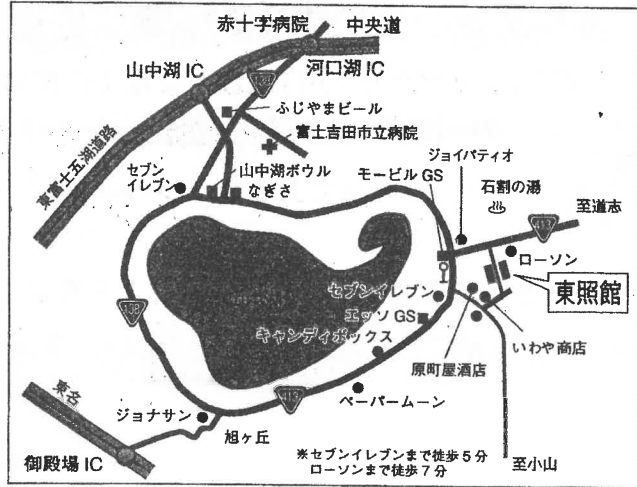 赤十字病院
中央道
山中湖IC
河口湖IC
ふじやまビール
富士吉田市立病院
東富士五湖道路
セブン
イレブン
山中湖ボウル
なぎさ
モービルGS
ジョイパティオ
石割の湯
至道志
413
ローソン
東照館
セブンイレブン
エッソGS
キャンディボックス
138
いわや商店
原町屋酒店
ペーパームーン
413
東名
ジョナサン
旭ヶ丘
御殿場IC
※セブンイレブンまで徒歩5分
ローソンまで徒歩7分
至小山